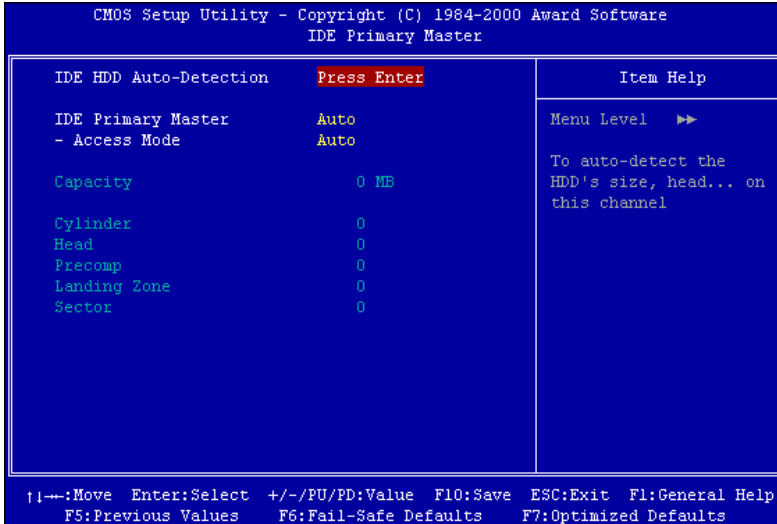 CMOS Setup Utility - Copyright (C) 1984-2000 Award Software
IDE Primary Master
IDE HDD Auto-Detection Press Enter
IDE Primary Master Auto
- Access Mode Auto
Capacity 0 MB
Cylinder 0
Head 0
Precomp 0
Landing Zone 0
Sector 0
Item Help
Menu Level ▶▶
To auto-detect the
HDD's size, head... on
this channel
↑↓→←:Move Enter:Select +/-/PU/PD:Value F10:Save ESC:Exit F1:General Help
F5:Previous Values F6:Fail-Safe Defaults F7:Optimized Defaults